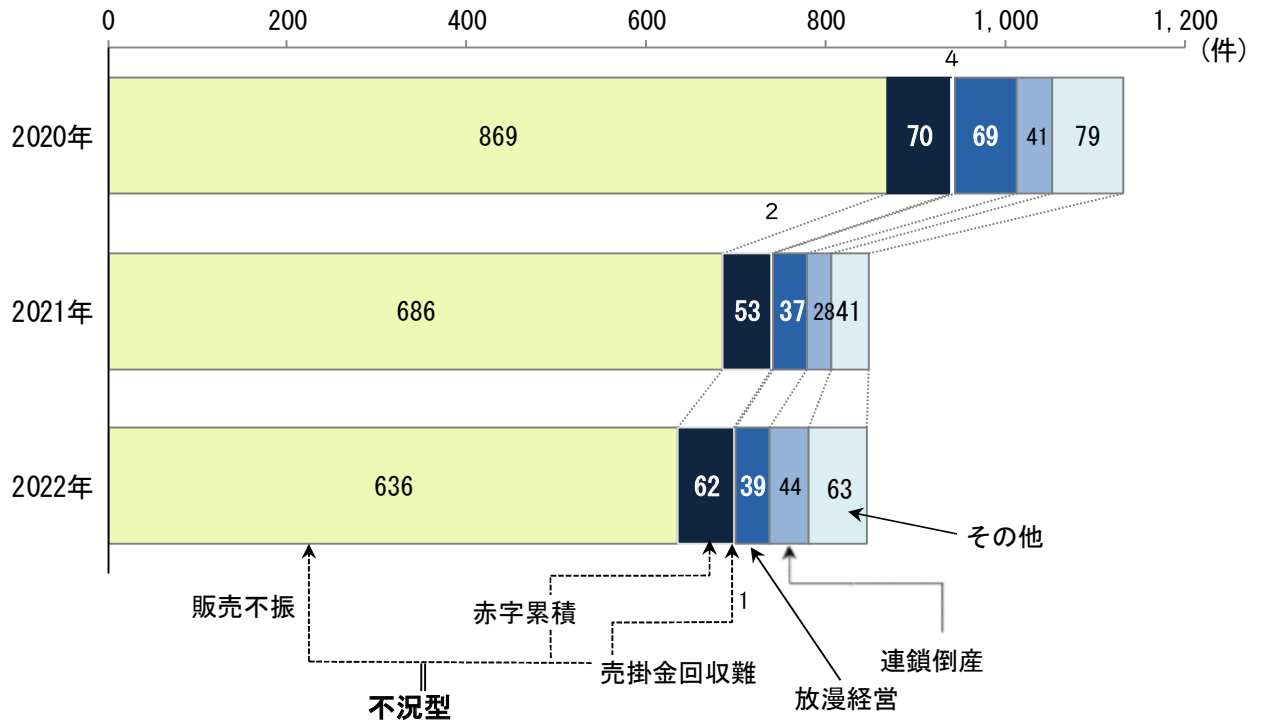 0 200 400 600 800 1,000 1,200
(件)
4
2020年 869 70 69 41 79
2
2021年 686 53 37 28 41
2022年 636 62 39 44 63
その他
販売不振 赤字累積 1
売掛金回収難 連鎖倒産
放漫経営
不況型